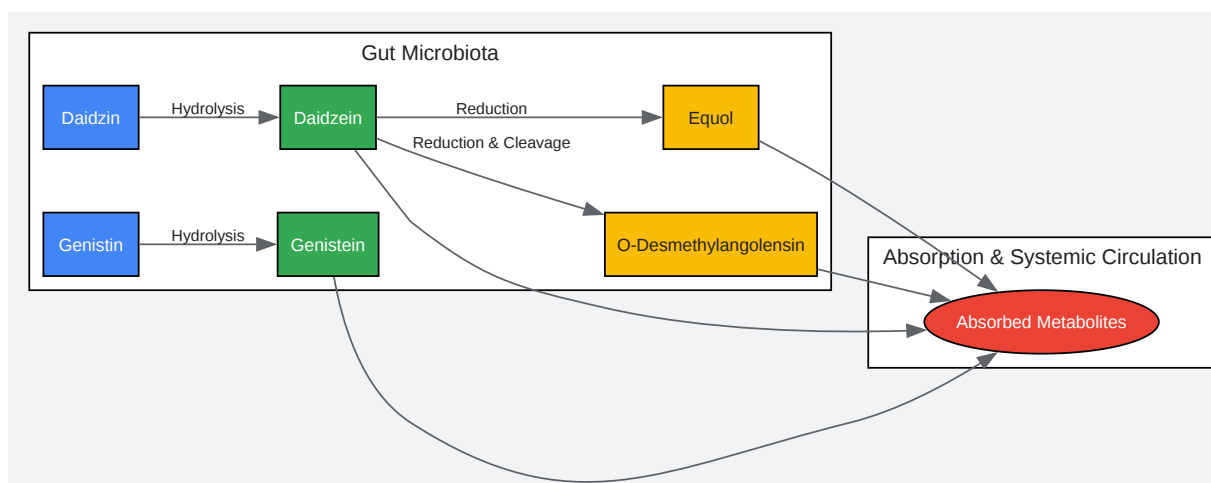 Gut Microbiota
Daidzin
Hydrolysis
Daidzein
Reduction
Equol
Reduction & Cleavage
Genistin
Hydrolysis
Genistein
O-Desmethylangolensin
Absorption & Systemic Circulation
Absorbed Metabolites